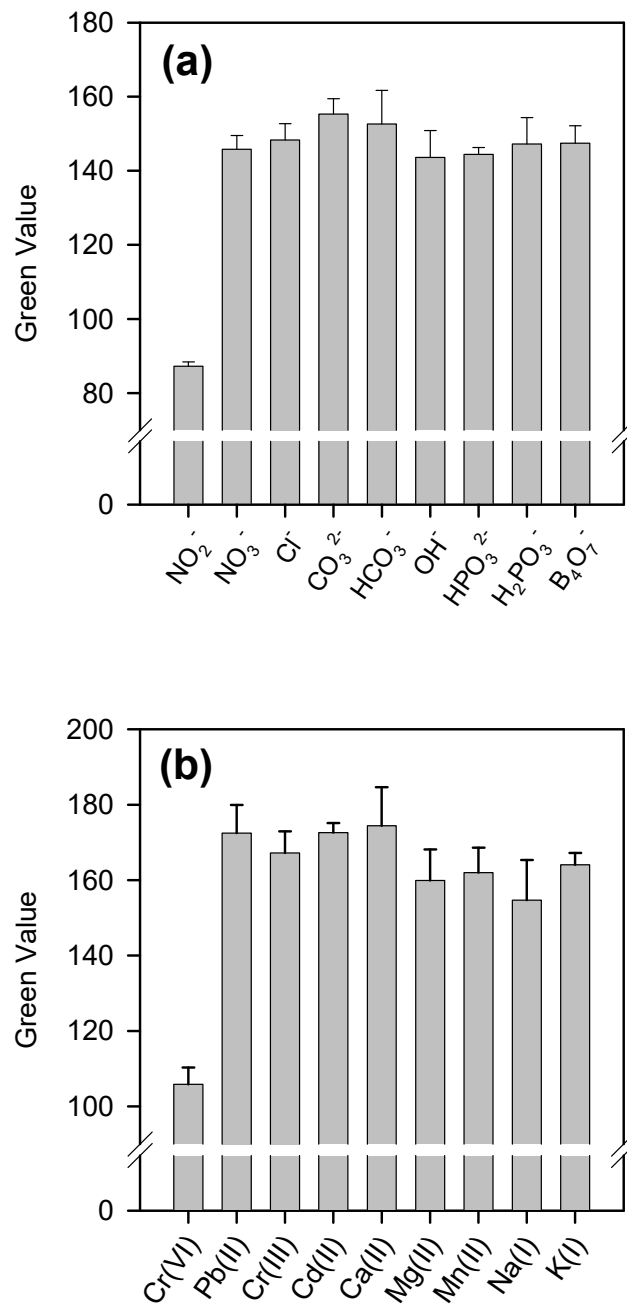 (a)
Green Value
180
160
140
120
100
80
0
NO₂⁻
NO₃⁻
Cl⁻
CO₃²⁻
HCO₃⁻
OH⁻
HPO₃²⁻
H₂PO₃⁻
B₄O₇⁻
(b)
Green Value
200
180
160
140
120
100
0
Cr(VI)
Pb(II)
Cr(III)
Cd(II)
Ca(II)
Mg(II)
Mn(II)
Na(I)
K(I)